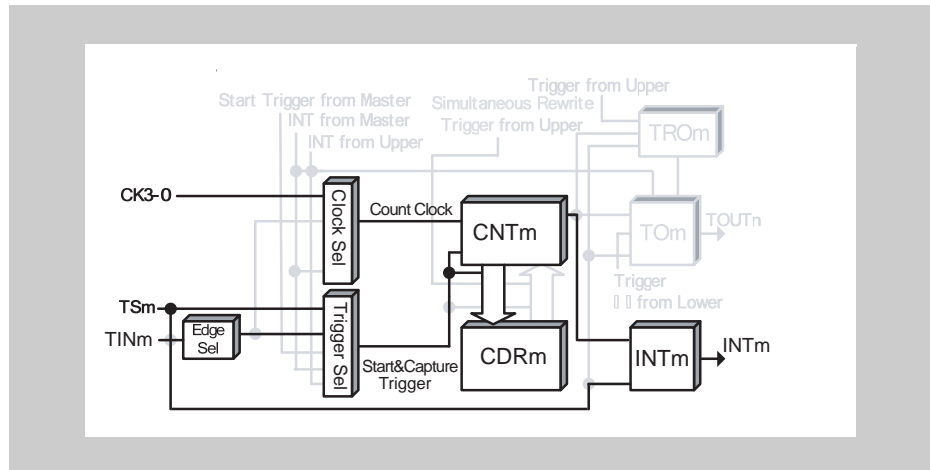 Trigger from Upper
Start Trigger from Master
Simultaneous Rewrite
INT from Master
Trigger from Upper
INT from Upper
TROm
CK3-0
Clock Sel
Count Clock
CNTm
TOm
TOUTn
Trigger
from Lower
TSm
TINm
Edge
Sel
Trigger Sel
Start&Capture
Trigger
CDRm
INTm
INTm